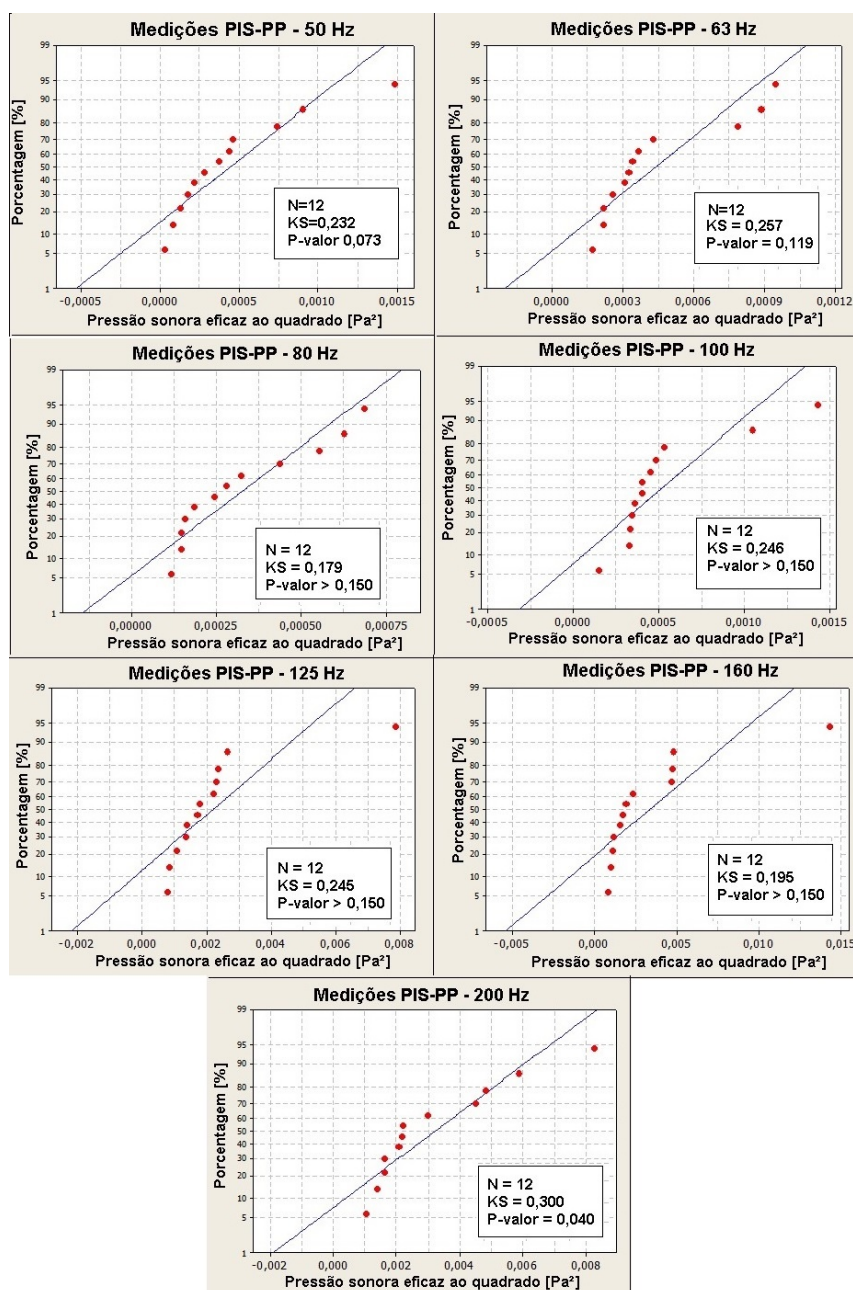 Medições PIS-PP - 50 Hz
Porcentagem [%]
99
95
90
80
70
60
50
40
30
20
10
5
1
N=12
KS=0,232
P-valor 0,073
-0,0005 0,0000 0,0005 0,0010 0,0015
Pressão sonora eficaz ao quadrado [Pa²]
Medições PIS-PP - 63 Hz
Porcentagem [%]
99
95
90
80
70
60
50
40
30
20
10
5
1
N=12
KS = 0,257
P-valor = 0,119
0,0000 0,0003 0,0006 0,0009 0,0012
Pressão sonora eficaz ao quadrado [Pa²]
Medições PIS-PP - 80 Hz
Porcentagem [%]
99
95
90
80
70
60
50
40
30
20
10
5
1
N = 12
KS = 0,179
P-valor > 0,150
0,00000 0,00025 0,00050 0,00075
Pressão sonora eficaz ao quadrado [Pa²]
Medições PIS-PP - 100 Hz
Porcentagem [%]
99
95
90
80
70
60
50
40
30
20
10
5
1
N = 12
KS = 0,246
P-valor > 0,150
-0,0005 0,0000 0,0005 0,0010 0,0015
Pressão sonora eficaz ao quadrado [Pa²]
Medições PIS-PP - 125 Hz
Porcentagem [%]
99
95
90
80
70
60
50
40
30
20
10
5
1
N = 12
KS = 0,245
P-valor > 0,150
-0,002 0,000 0,002 0,004 0,006 0,008
Pressão sonora eficaz ao quadrado [Pa²]
Medições PIS-PP - 160 Hz
Porcentagem [%]
99
95
90
80
70
60
50
40
30
20
10
5
1
N = 12
KS = 0,195
P-valor > 0,150
-0,005 0,000 0,005 0,010 0,015
Pressão sonora eficaz ao quadrado [Pa²]
Medições PIS-PP - 200 Hz
Porcentagem [%]
99
95
90
80
70
60
50
40
30
20
10
5
1
N = 12
KS = 0,300
P-valor = 0,040
-0,002 0,000 0,002 0,004 0,006 0,008
Pressão sonora eficaz ao quadrado [Pa²]